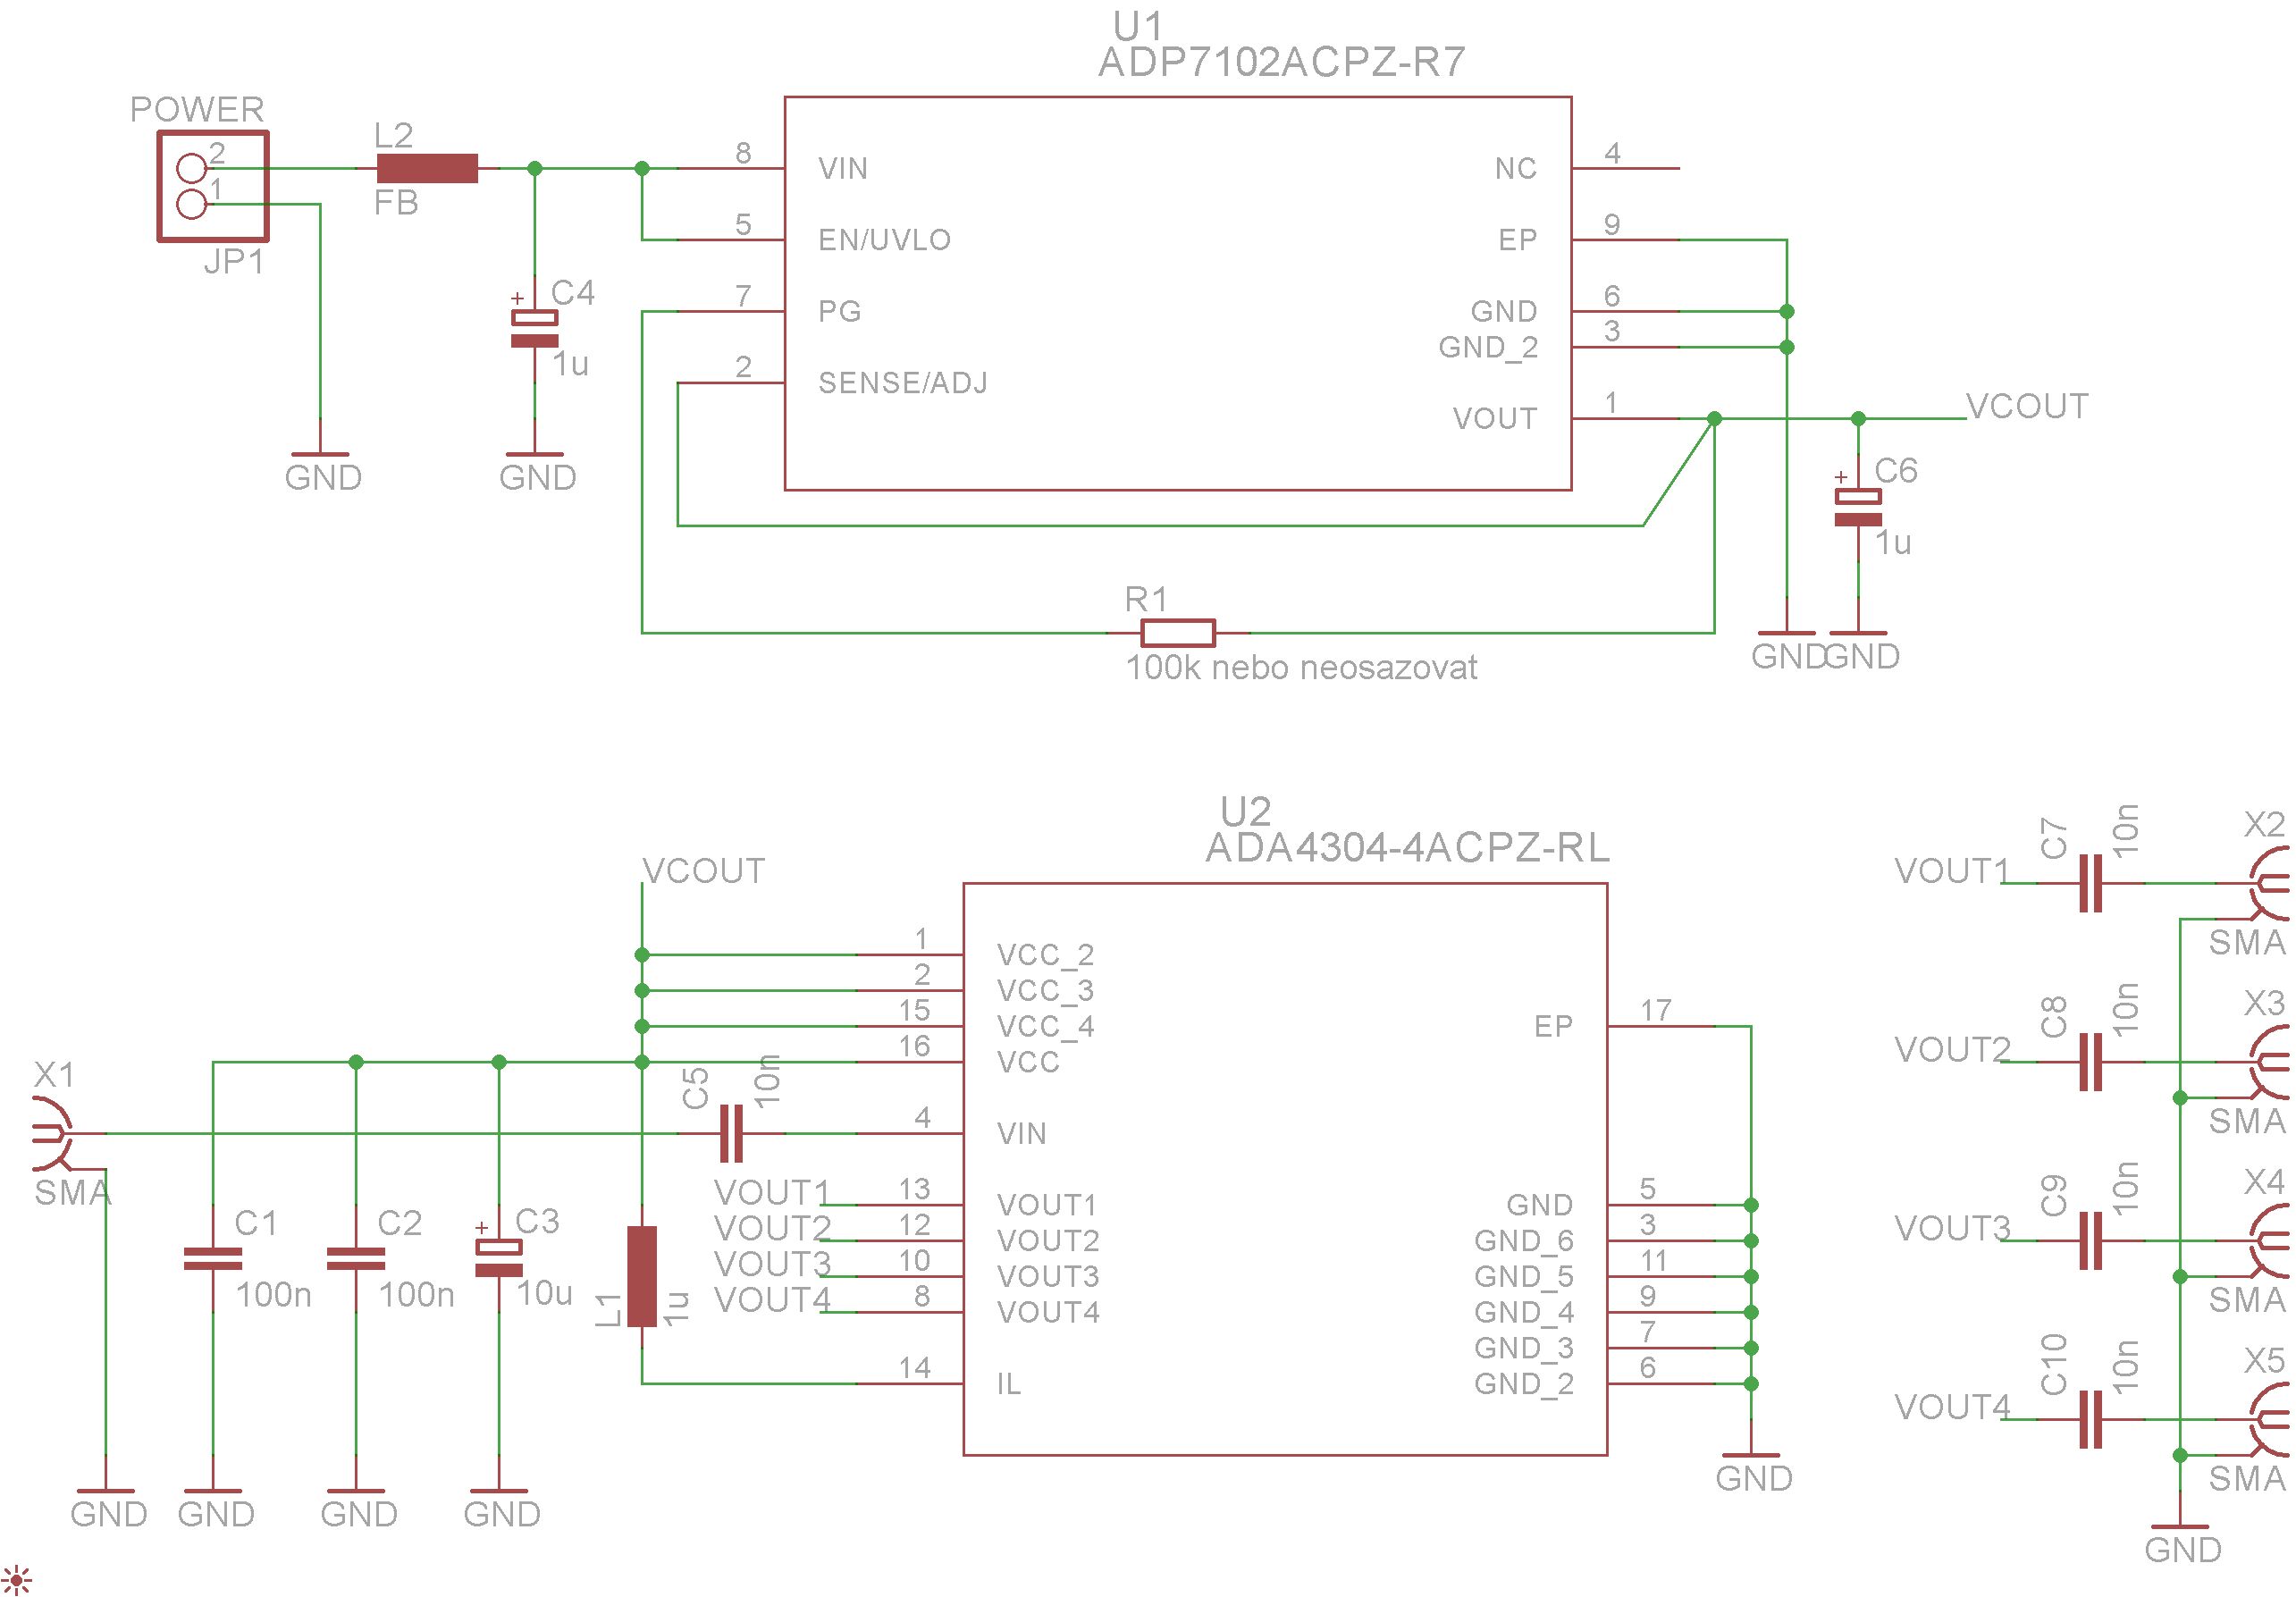 U1
ADP7102ACPZ-R7
POWER
2
1
JP1
L2
FB
GND
+
C4
1u
GND
8
VIN
5
EN/UVLO
7
PG
2
SENSE/ADJ
NC
4
EP
9
GND
6
GND_2
3
VOUT
1
VCOUT
+
C6
1u
GND
GND
R1
100k nebo neosazovat
U2
ADA4304-4ACPZ-RL
VCOUT
1
VCC_2
2
VCC_3
15
VCC_4
16
VCC
X1
SMA
C5
10n
4
VIN
VOUT1
13
VOUT1
VOUT2
12
VOUT2
VOUT3
10
VOUT3
VOUT4
8
VOUT4
14
IL
EP
17
GND
5
GND_6
3
GND_5
11
GND_4
9
GND_3
7
GND_2
6
GND
C1
100n
C2
100n
+
C3
10u
L1
1u
GND
GND
GND
GND
VOUT1
C7
10n
X2
SMA
VOUT2
C8
10n
X3
SMA
VOUT3
C9
10n
X4
SMA
VOUT4
C10
10n
X5
SMA
GND